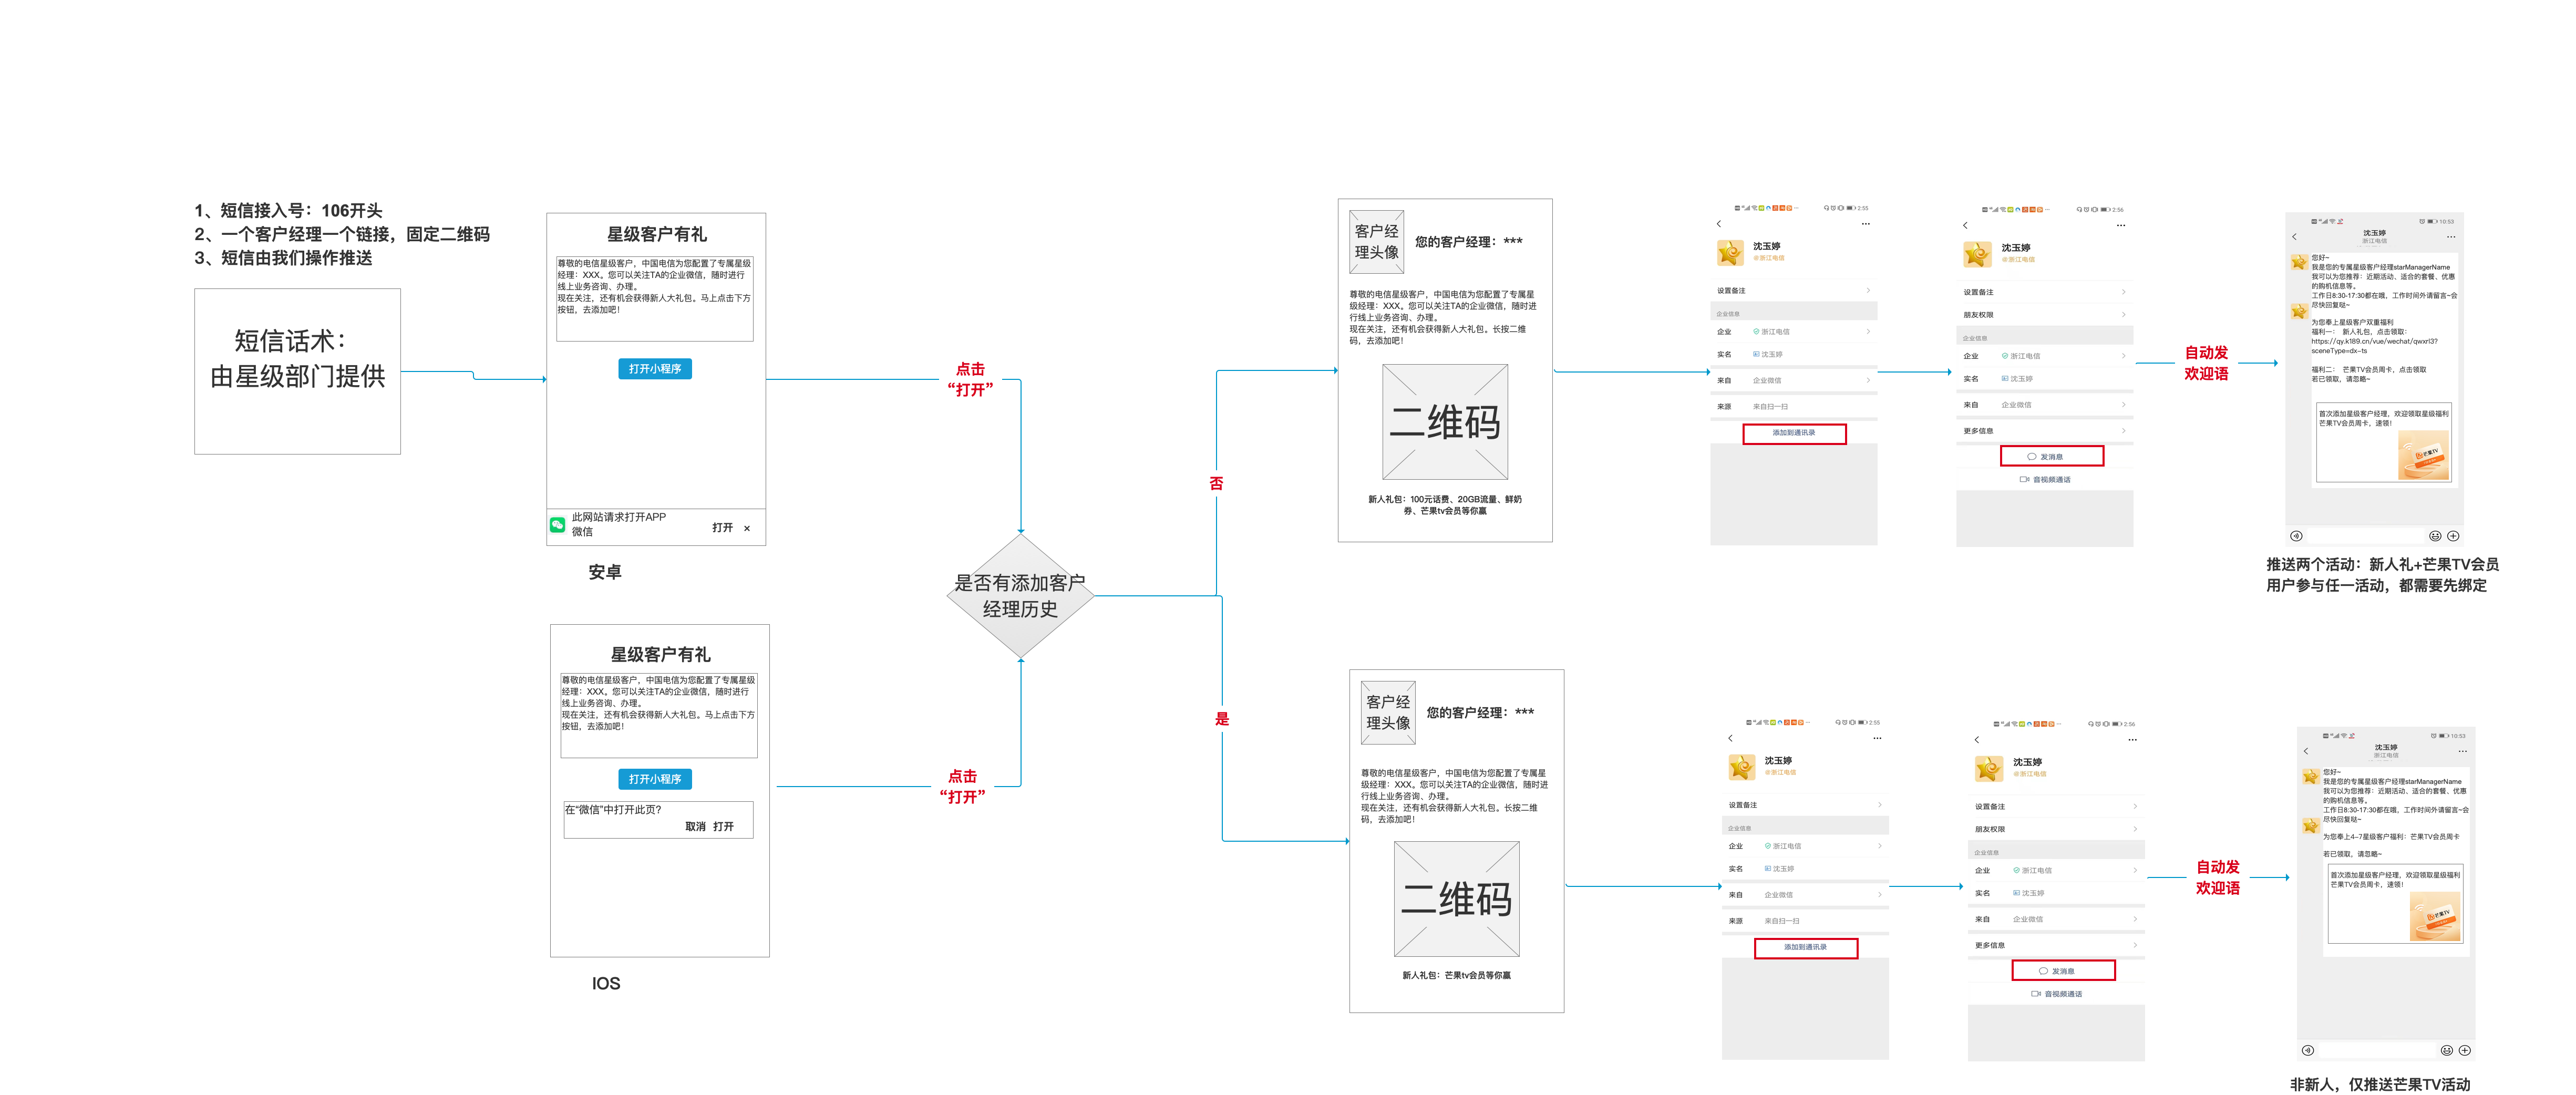 1、短信接入号：106开头
2、一个客户经理一个链接，固定二维码
3、短信由我们操作推送
短信话术：
由星级部门提供
星级客户有礼
尊敬的电信星级客户，中国电信为您配置了专属星级
经理：XXX。您可以关注TA的企业微信，随时进行
线上业务咨询、办理。
现在关注，还有机会获得新人大礼包。马上点击下方
按钮，去添加吧！
打开小程序
此网站请求打开APP
微信
打开 ×
安卓
星级客户有礼
尊敬的电信星级客户，中国电信为您配置了专属星级
经理：XXX。您可以关注TA的企业微信，随时进行
线上业务咨询、办理。
现在关注，还有机会获得新人大礼包。马上点击下方
按钮，去添加吧！
打开小程序
在“微信”中打开此页？
取消 打开
IOS
点击
“打开”
点击
“打开”
是否有添加客户
经理历史
否
是
客户经
理头像
您的客户经理：***
尊敬的电信星级客户，中国电信为您配置了专属星
级经理：XXX。您可以关注TA的企业微信，随时进
行线上业务咨询、办理。
现在关注，还有机会获得新人大礼包。长按二维
码，去添加吧！
二维码
新人礼包：100元话费、20GB流量、鲜奶
券、芒果tv会员等你赢
2:55
沈玉婷
@浙江电信
设置备注
企业信息
企业 浙江电信
实名 沈玉婷
来自 企业微信
来源 来自扫一扫
添加到通讯录
2:56
沈玉婷
@浙江电信
设置备注
朋友权限
企业信息
企业 浙江电信
实名 沈玉婷
来自 企业微信
更多信息
发消息
音视频通话
自动发
欢迎语
10:53
沈玉婷
浙江电信
您好~
我是您的专属星级客户经理starManagerName
我可以为您推荐：近期活动、适合的套餐、优惠
的购机信息等。
工作日8:30-17:30都在哦，工作时间外请留言~会
尽快回复哒~
为您奉上星级客户双重福利
福利一： 新人礼包，点击领取：
https://qy.k189.cn/vue/wechat/qwxrl3?
sceneType=dx-ts
福利二： 芒果TV会员周卡，点击领取
若已领取，请忽略~
首次添加星级客户经理，欢迎领取星级福利
芒果TV会员周卡，速领！
芒果TV
推送两个活动：新人礼+芒果TV会员
用户参与任一活动，都需要先绑定
客户经
理头像
您的客户经理：***
尊敬的电信星级客户，中国电信为您配置了专属星
级经理：XXX。您可以关注TA的企业微信，随时进
行线上业务咨询、办理。
现在关注，还有机会获得新人大礼包。长按二维
码，去添加吧！
二维码
新人礼包：芒果tv会员等你赢
2:55
沈玉婷
@浙江电信
设置备注
企业信息
企业 浙江电信
实名 沈玉婷
来自 企业微信
来源 来自扫一扫
添加到通讯录
2:56
沈玉婷
@浙江电信
设置备注
朋友权限
企业信息
企业 浙江电信
实名 沈玉婷
来自 企业微信
更多信息
发消息
音视频通话
自动发
欢迎语
10:53
沈玉婷
浙江电信
您好~
我是您的专属星级客户经理starManagerName
我可以为您推荐：近期活动、适合的套餐、优惠
的购机信息等。
工作日8:30-17:30都在哦，工作时间外请留言~会
尽快回复哒~
为您奉上4-7星级客户福利：芒果TV会员周卡
若已领取，请忽略~
首次添加星级客户经理，欢迎领取星级福利
芒果TV会员周卡，速领！
芒果TV
非新人，仅推送芒果TV活动